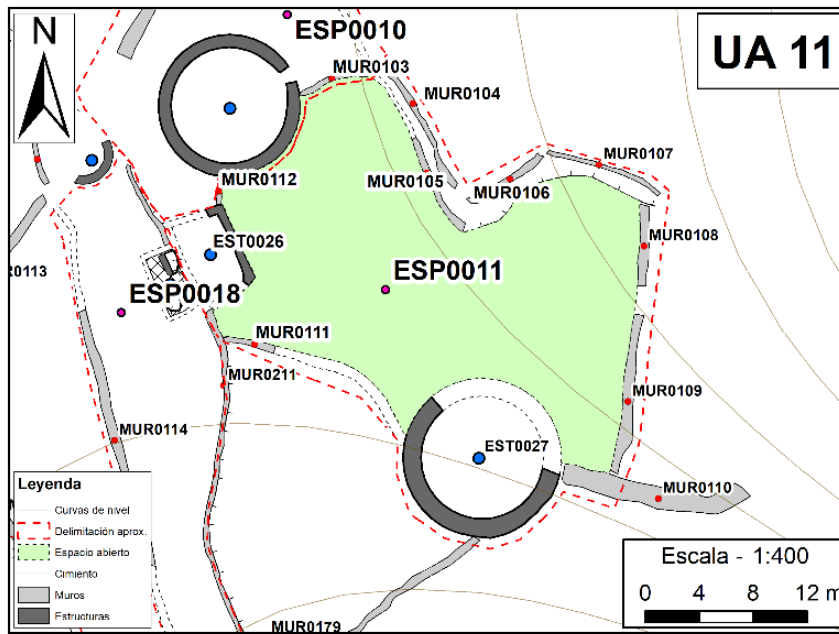 N
ESP0010
UA 11
MUR0103
MUR0104
MUR0107
MUR0105
MUR0106
MUR0112
MUR0108
EST0026
ESP0011
0113
ESP0018
MUR0111
MUR0211
MUR0109
MUR0114
EST0027
MUR0110
Leyenda
Curvas de nivel
Delimitación aprox.
Espacio abierto
Cimiento
Muros
Estructuras
Escala - 1:400
0 4 8 12 m
MUR0179